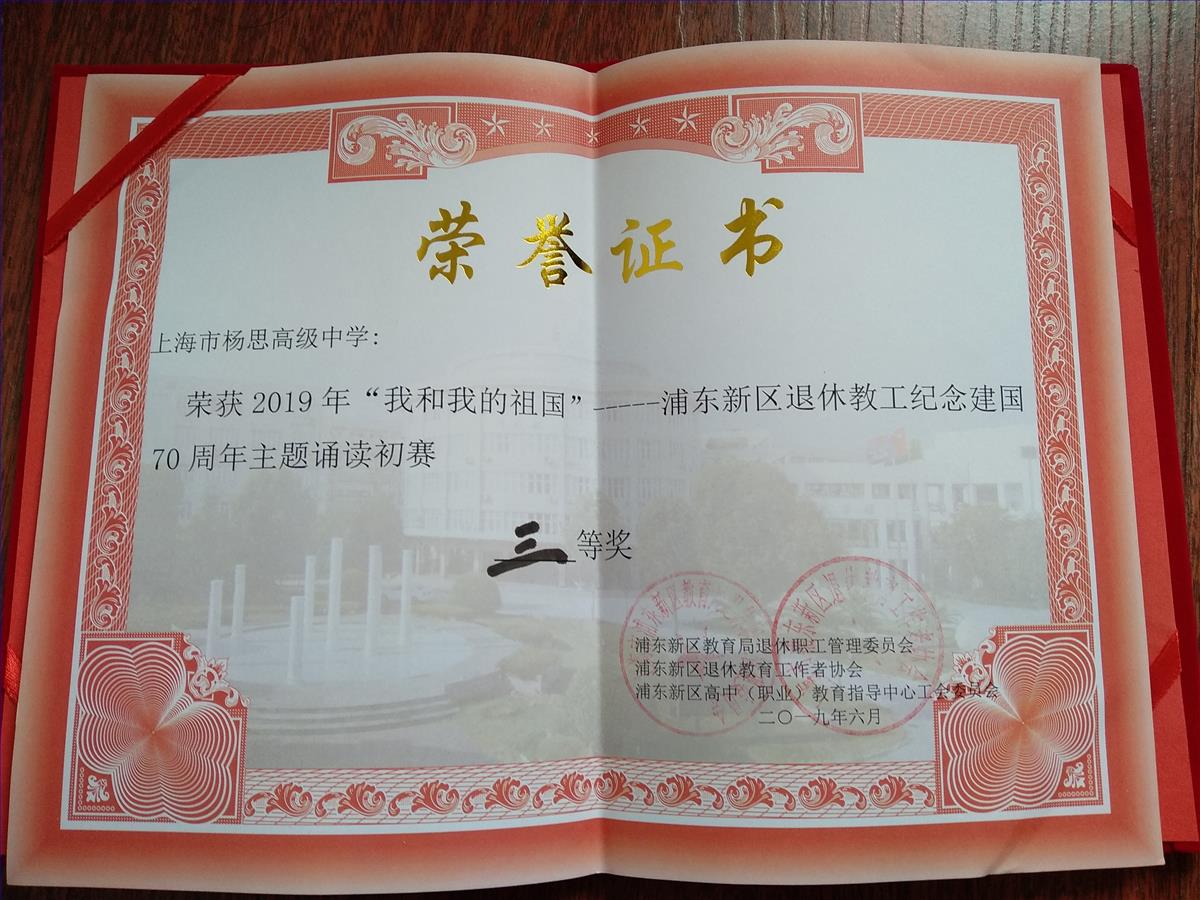 荣誉证书
上海市杨思高级中学:
荣获2019年“我和我的祖国”-----浦东新区退休教工纪念建国
70周年主题诵读初赛
三等奖
浦东新区教育局退休职工管理委员会
浦东新区退休教育工作者协会
浦东新区高中（职业）教育指导中心工会委员会
二〇一九年六月